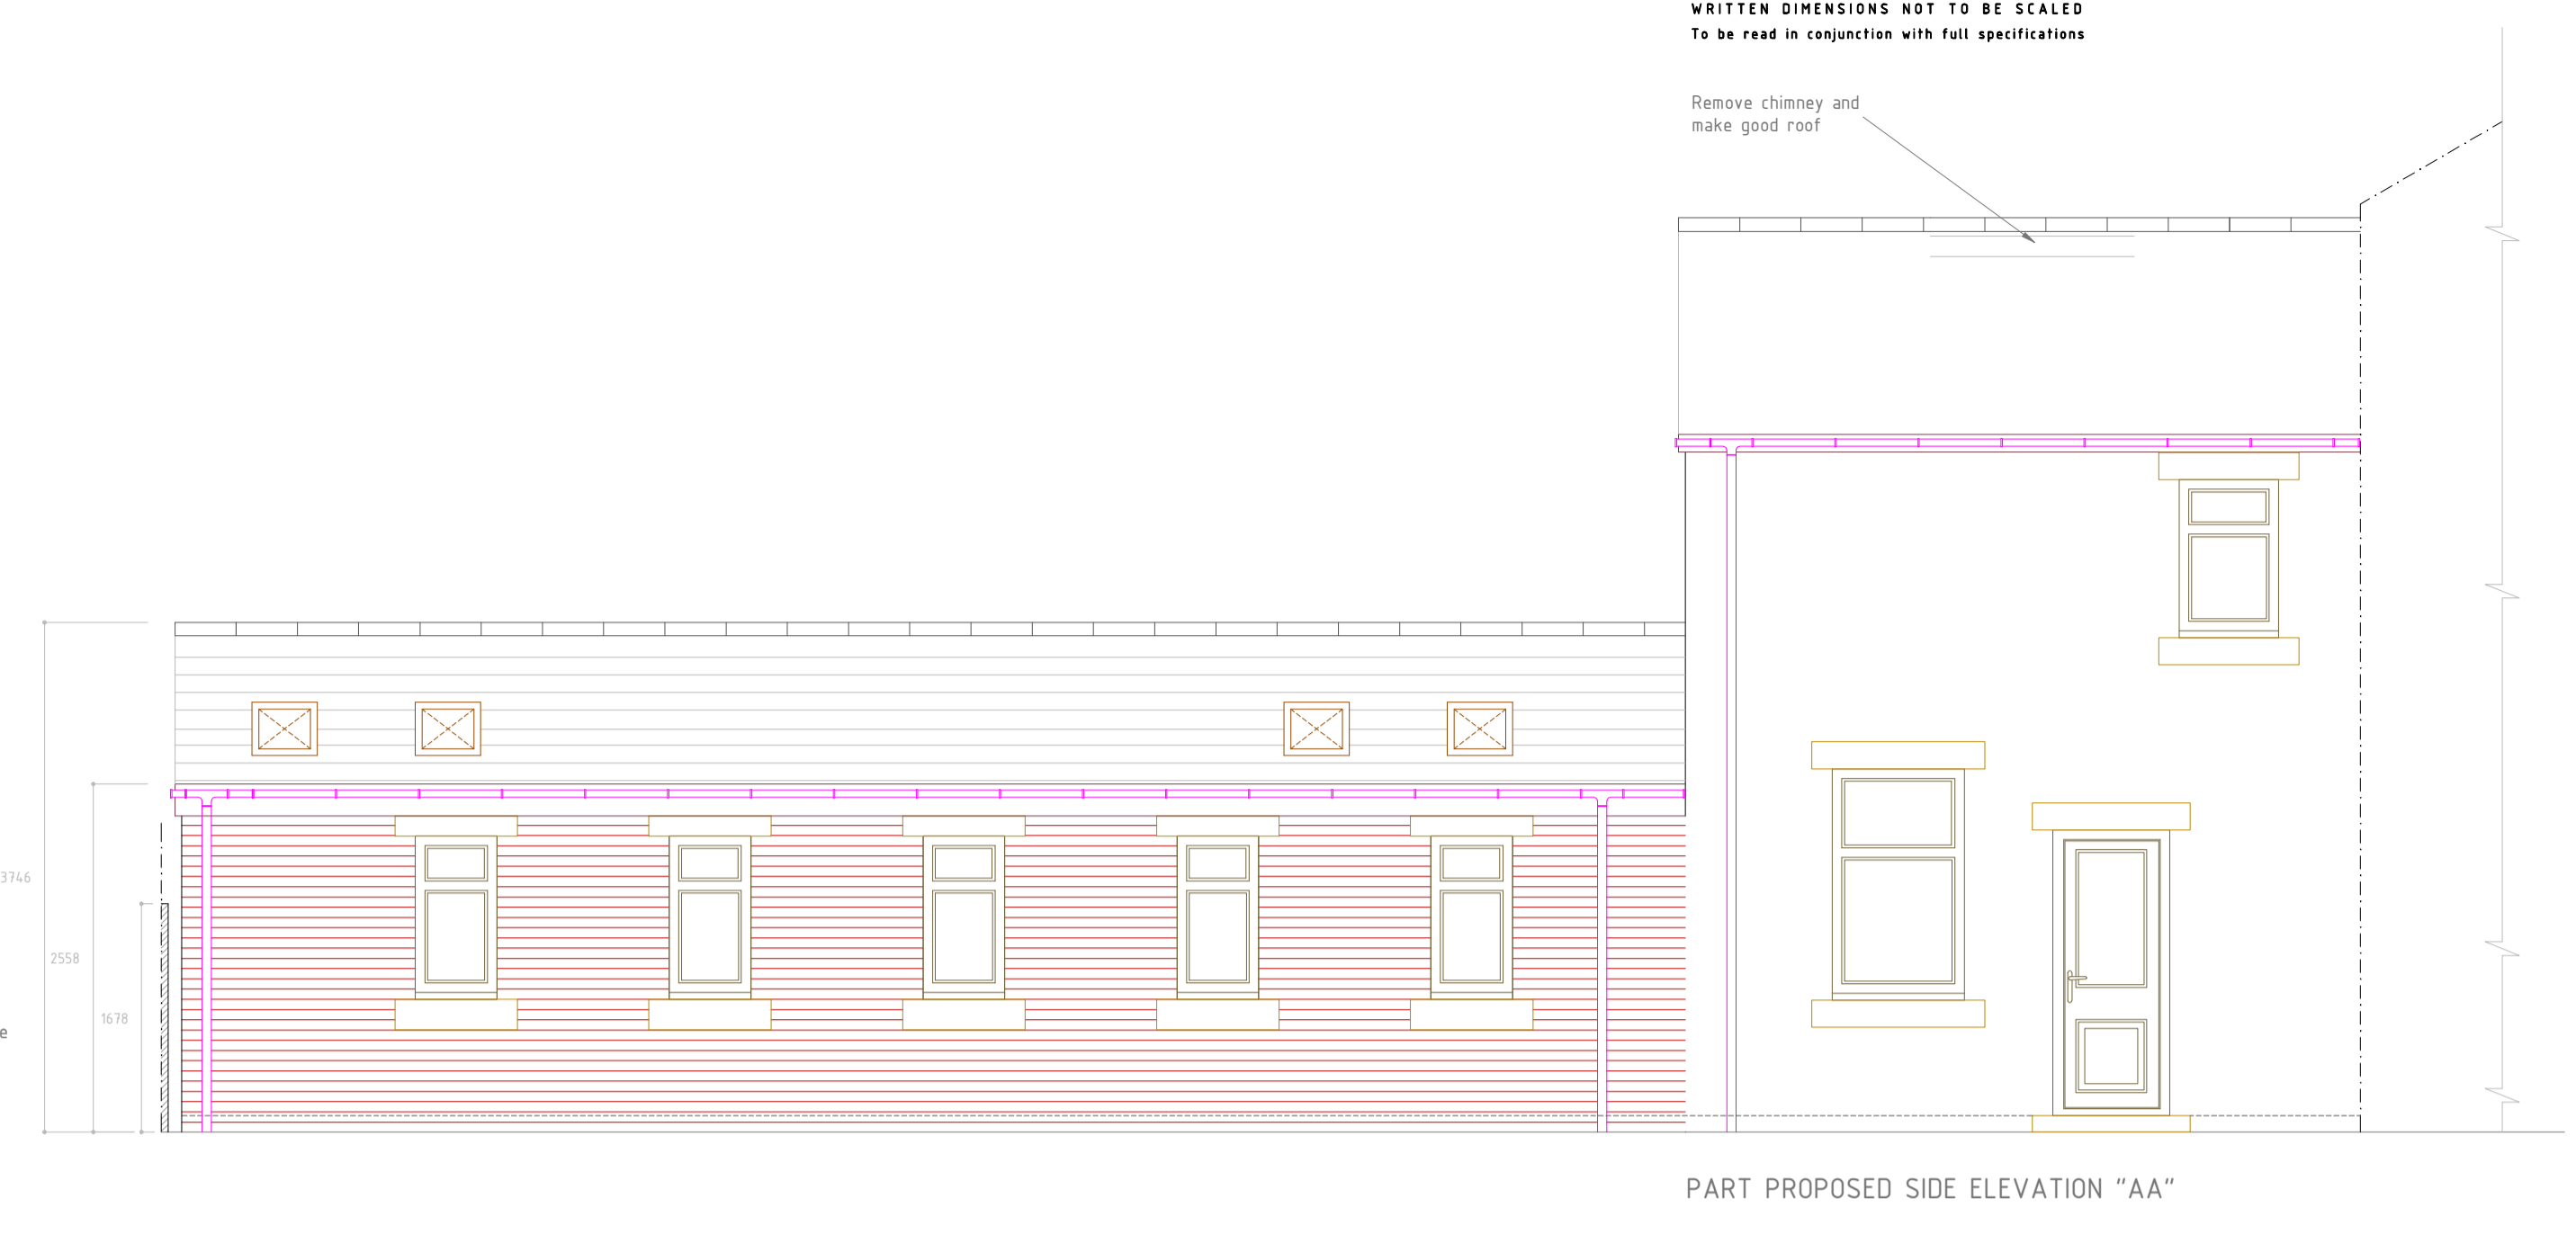 WRITTEN DIMENSIONS NOT TO BE SCALED
To be read in conjunction with full specifications
Remove chimney and
make good roof
3746
2558
1678
e
PART PROPOSED SIDE ELEVATION "AA"